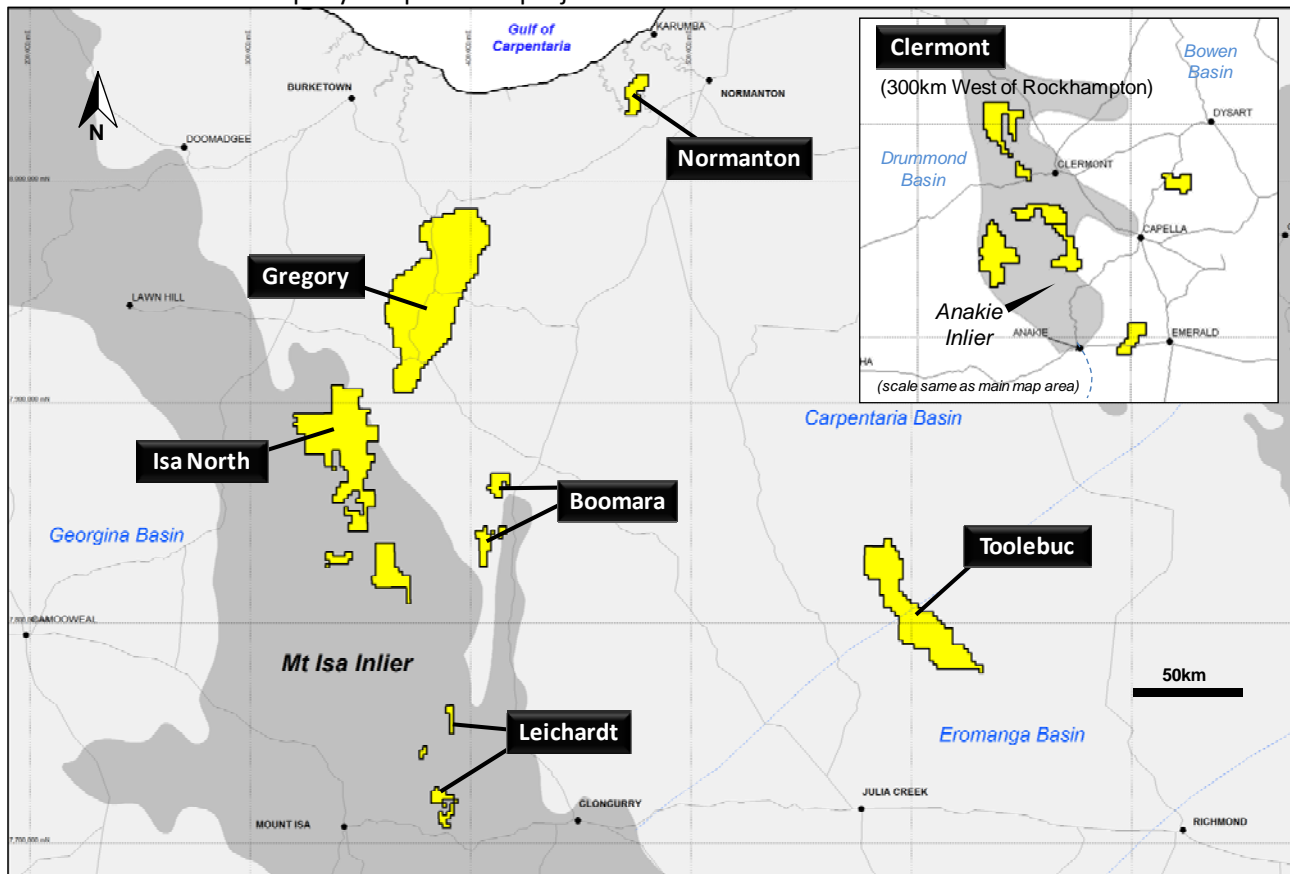 Gulf of
Carpentaria
KARUMBA
BURKETOWN
NORMANTON
N
DOOMADGEE
Normanton
Clermont
(300km West of Rockhampton)
Bowen
Basin
DYSART
Drummond
Basin
CLERMONT
CAPELLA
Anakie
Inlier
ANAKIE
EMERALD
HA
(scale same as main map area)
Gregory
LAWN HILL
Carpentaria Basin
Isa North
Boomara
Georgina Basin
Toolebuc
CAMOOWEAL
Mt Isa Inlier
50km
Leichardt
Eromanga Basin
JULIA CREEK
MOUNT ISA
CLONGURRY
RICHMOND